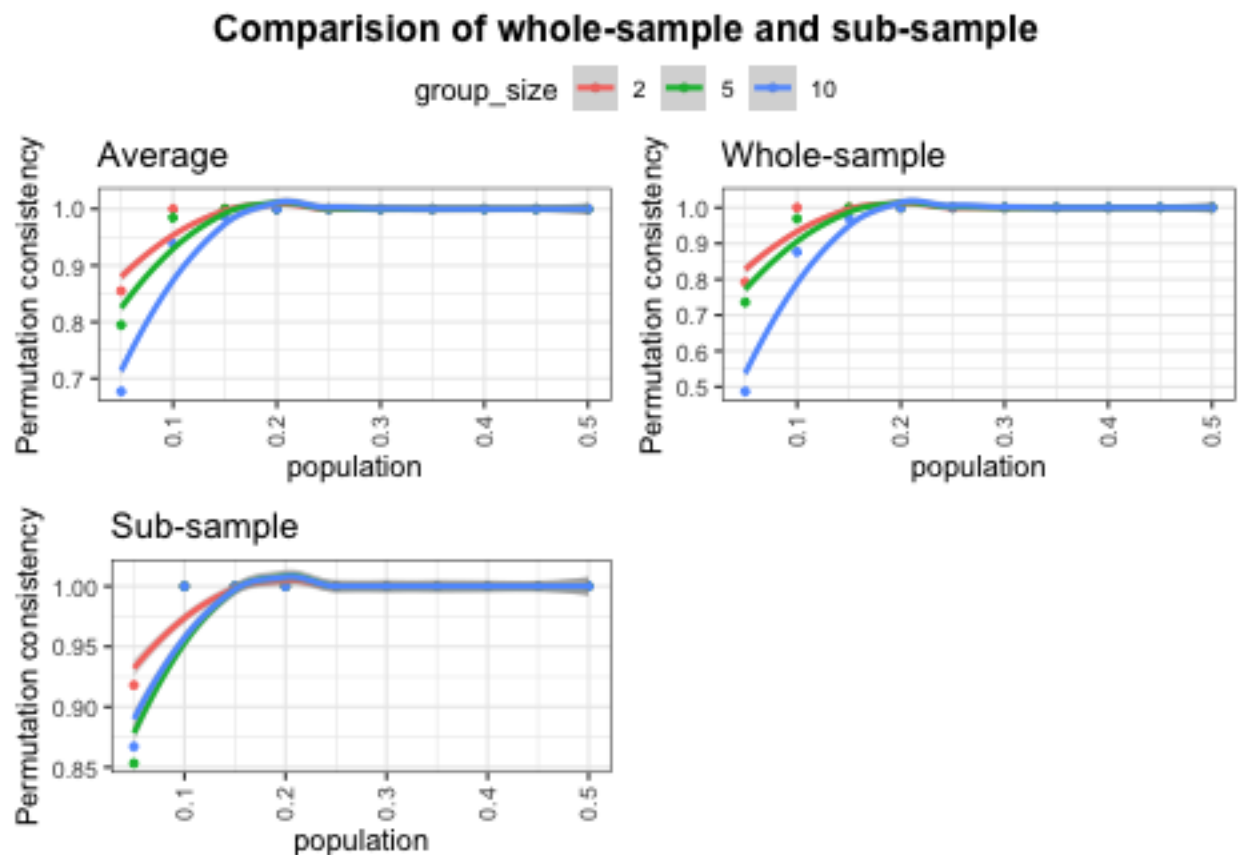 Comparision of whole-sample and sub-sample
group_size 2 5 10
Average
Permutation consistency
1.0
0.9
0.8
0.7
0.1 0.2 0.3 0.4 0.5
population
Whole-sample
Permutation consistency
1.0
0.9
0.8
0.7
0.6
0.5
0.1 0.2 0.3 0.4 0.5
population
Sub-sample
Permutation consistency
1.00
0.95
0.90
0.85
0.1 0.2 0.3 0.4 0.5
population